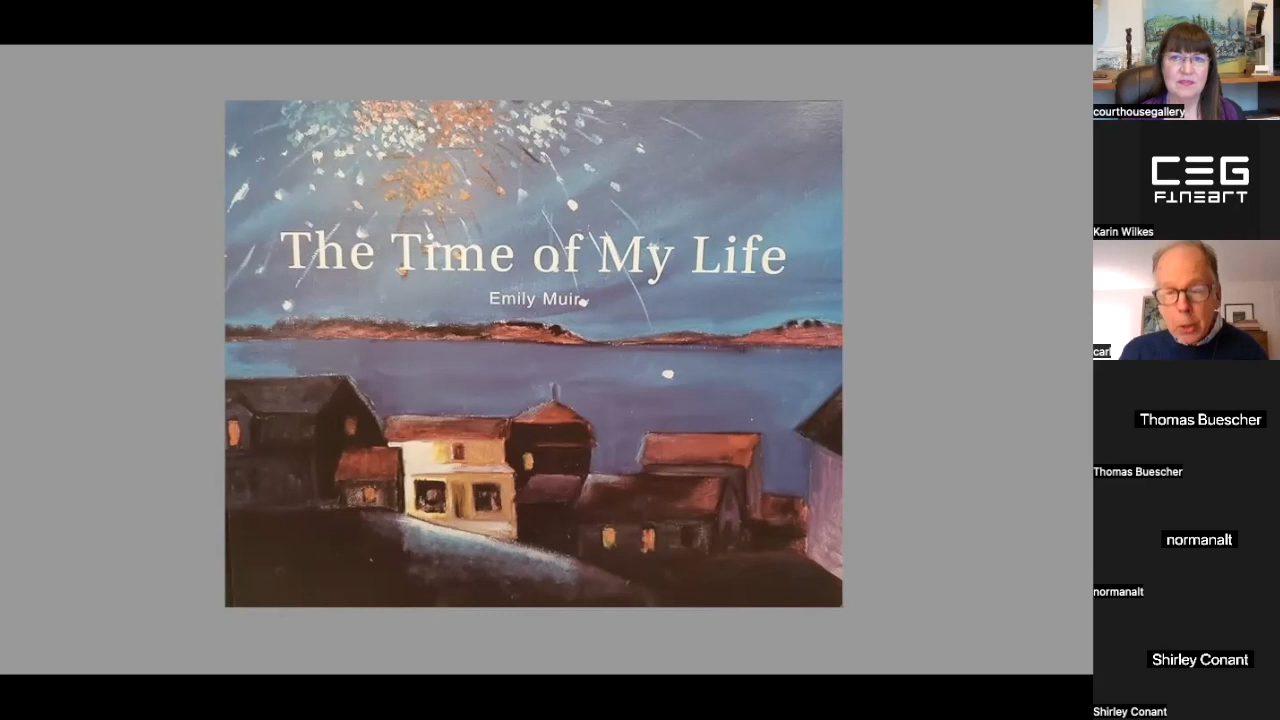 The Time of My Life
Emily Muir
courthousegallery
CEG
FINEART
Karin Wilkes
carl
Thomas Buescher
Thomas Buescher
normanalt
normanalt
Shirley Conant
Shirley Conant